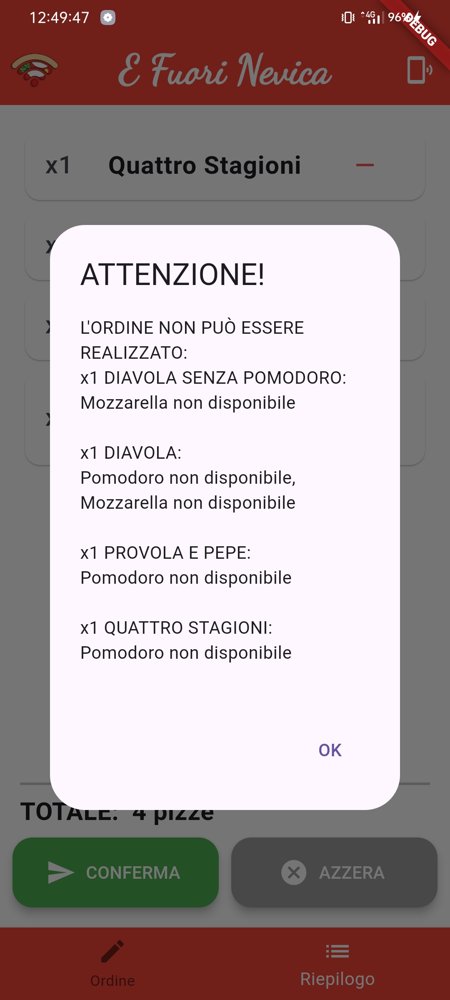 12:49:47
4G 96%
DEBUG
E Fuori Nevica
x1 Quattro Stagioni
x
x
x
ATTENZIONE!
L'ORDINE NON PUÒ ESSERE
REALIZZATO:
x1 DIAVOLA SENZA POMODORO:
Mozzarella non disponibile
x1 DIAVOLA:
Pomodoro non disponibile,
Mozzarella non disponibile
x1 PROVOLA E PEPE:
Pomodoro non disponibile
x1 QUATTRO STAGIONI:
Pomodoro non disponibile
OK
TOTALE: 4 pizze
CONFERMA
AZZERA
Ordine
Riepilogo